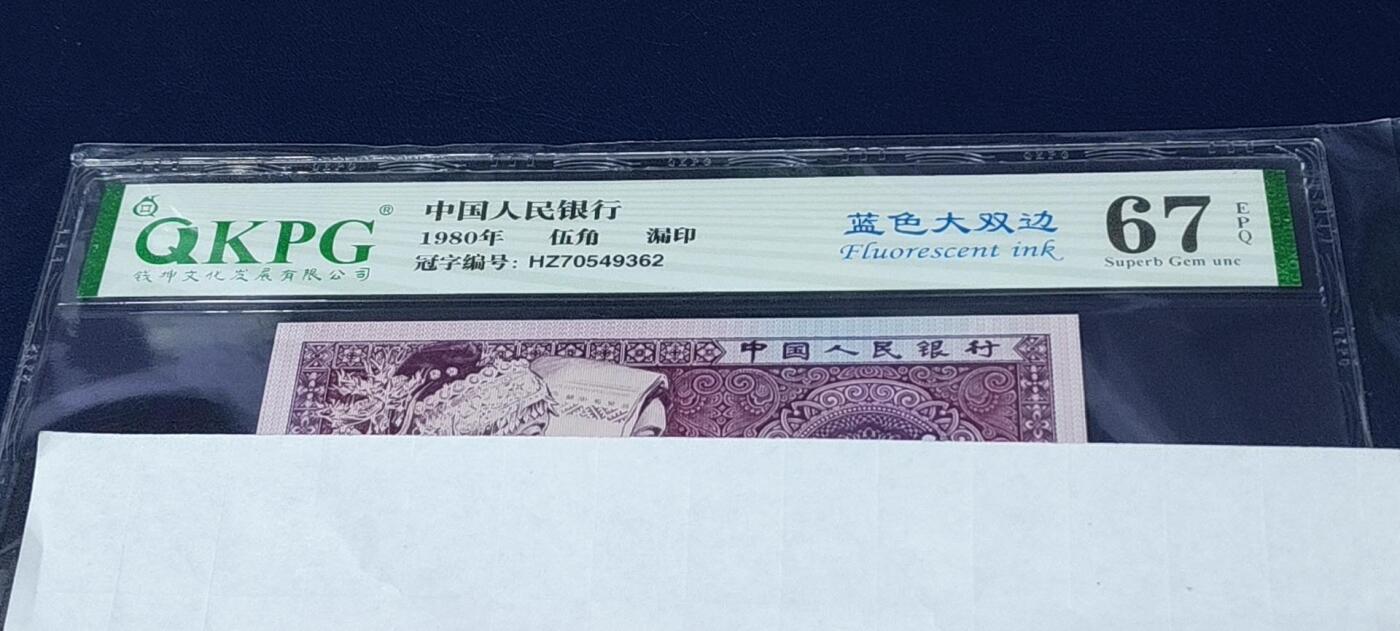 QKPG®
钱坤文化发展有限公司
中国人民银行
1980年 伍角 漏印
冠字编号: HZ70549362
蓝色大双边
Fluorescent ink
67
EPQ
Superb Gem unc
中国人民银行